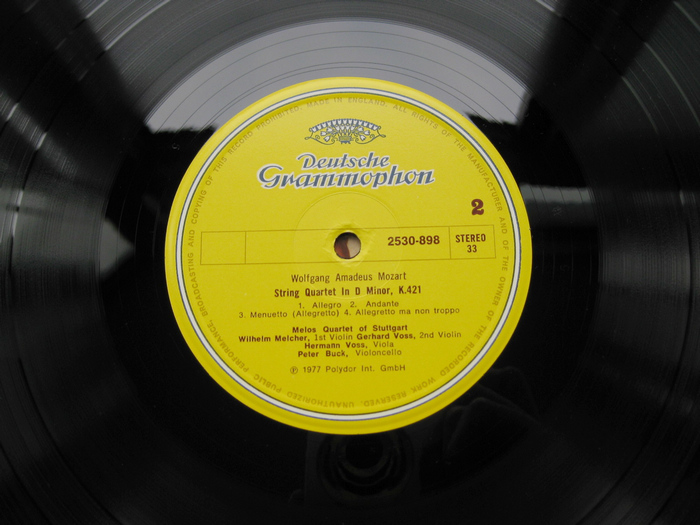 MADE IN ENGLAND. ALL RIGHTS OF THE MANUFACTURER AND OF THE OWNER OF THE RECORDED WORK RESERVED. UNAUTHORIZED PUBLIC PERFORMANCE, BROADCASTING AND COPYING OF THIS RECORD PROHIBITED.
Deutsche
Grammophon
2
2530-898
STEREO
33
Wolfgang Amadeus Mozart
String Quartet In D Minor, K.421
1. Allegro 2. Andante
3. Menuetto (Allegretto) 4. Allegretto ma non troppo
Melos Quartet of Stuttgart
Wilhelm Melcher, 1st Violin Gerhard Voss, 2nd Violin
Hermann Voss, Viola
Peter Buck, Violoncello
℗ 1977 Polydor Int. GmbH